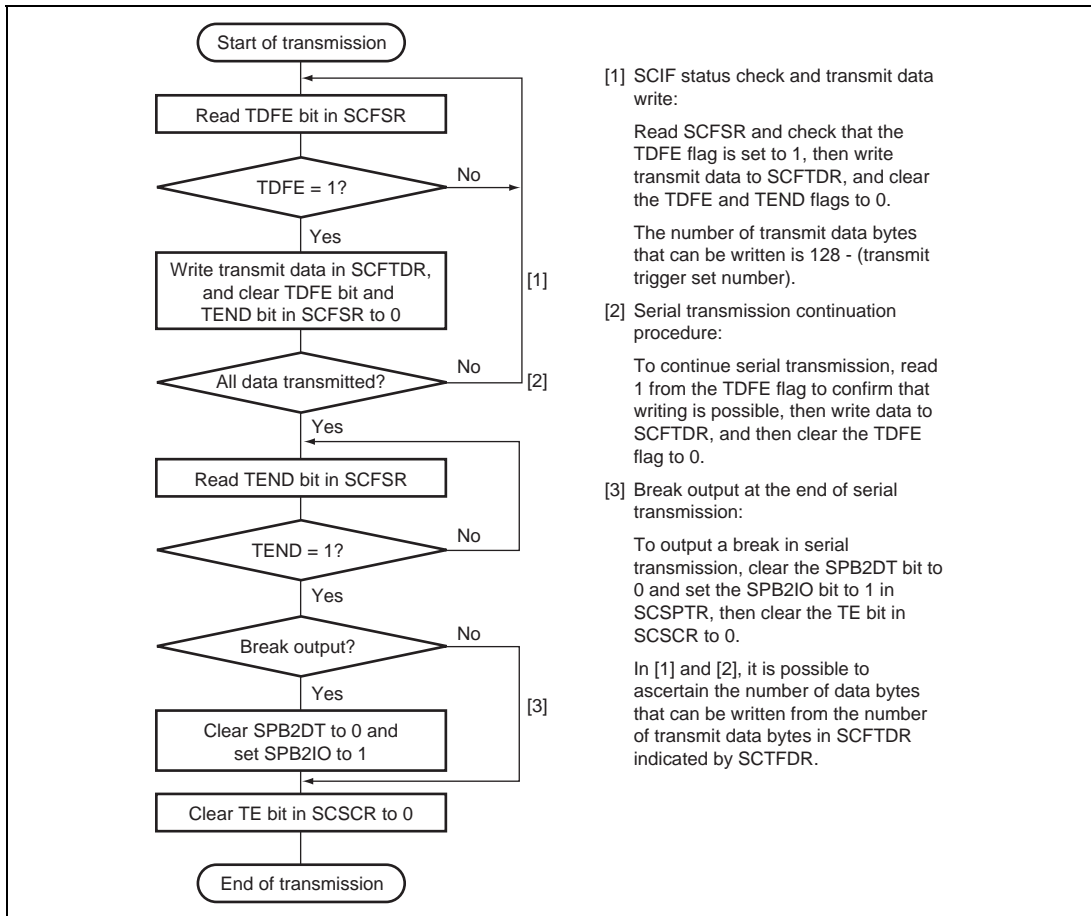 Start of transmission
Read TDFE bit in SCFSR
TDFE = 1?
No
Yes
Write transmit data in SCFTDR,
and clear TDFE bit and
TEND bit in SCFSR to 0
[1]
All data transmitted?
No
[2]
Yes
Read TEND bit in SCFSR
TEND = 1?
No
Yes
Break output?
No
Yes
[3]
Clear SPB2DT to 0 and
set SPB2IO to 1
Clear TE bit in SCSCR to 0
End of transmission
[1] SCIF status check and transmit data
write:
Read SCFSR and check that the
TDFE flag is set to 1, then write
transmit data to SCFTDR, and clear
the TDFE and TEND flags to 0.
The number of transmit data bytes
that can be written is 128 - (transmit
trigger set number).
[2] Serial transmission continuation
procedure:
To continue serial transmission, read
1 from the TDFE flag to confirm that
writing is possible, then write data to
SCFTDR, and then clear the TDFE
flag to 0.
[3] Break output at the end of serial
transmission:
To output a break in serial
transmission, clear the SPB2DT bit to
0 and set the SPB2IO bit to 1 in
SCSPTR, then clear the TE bit in
SCSCR to 0.
In [1] and [2], it is possible to
ascertain the number of data bytes
that can be written from the number
of transmit data bytes in SCFTDR
indicated by SCTFDR.